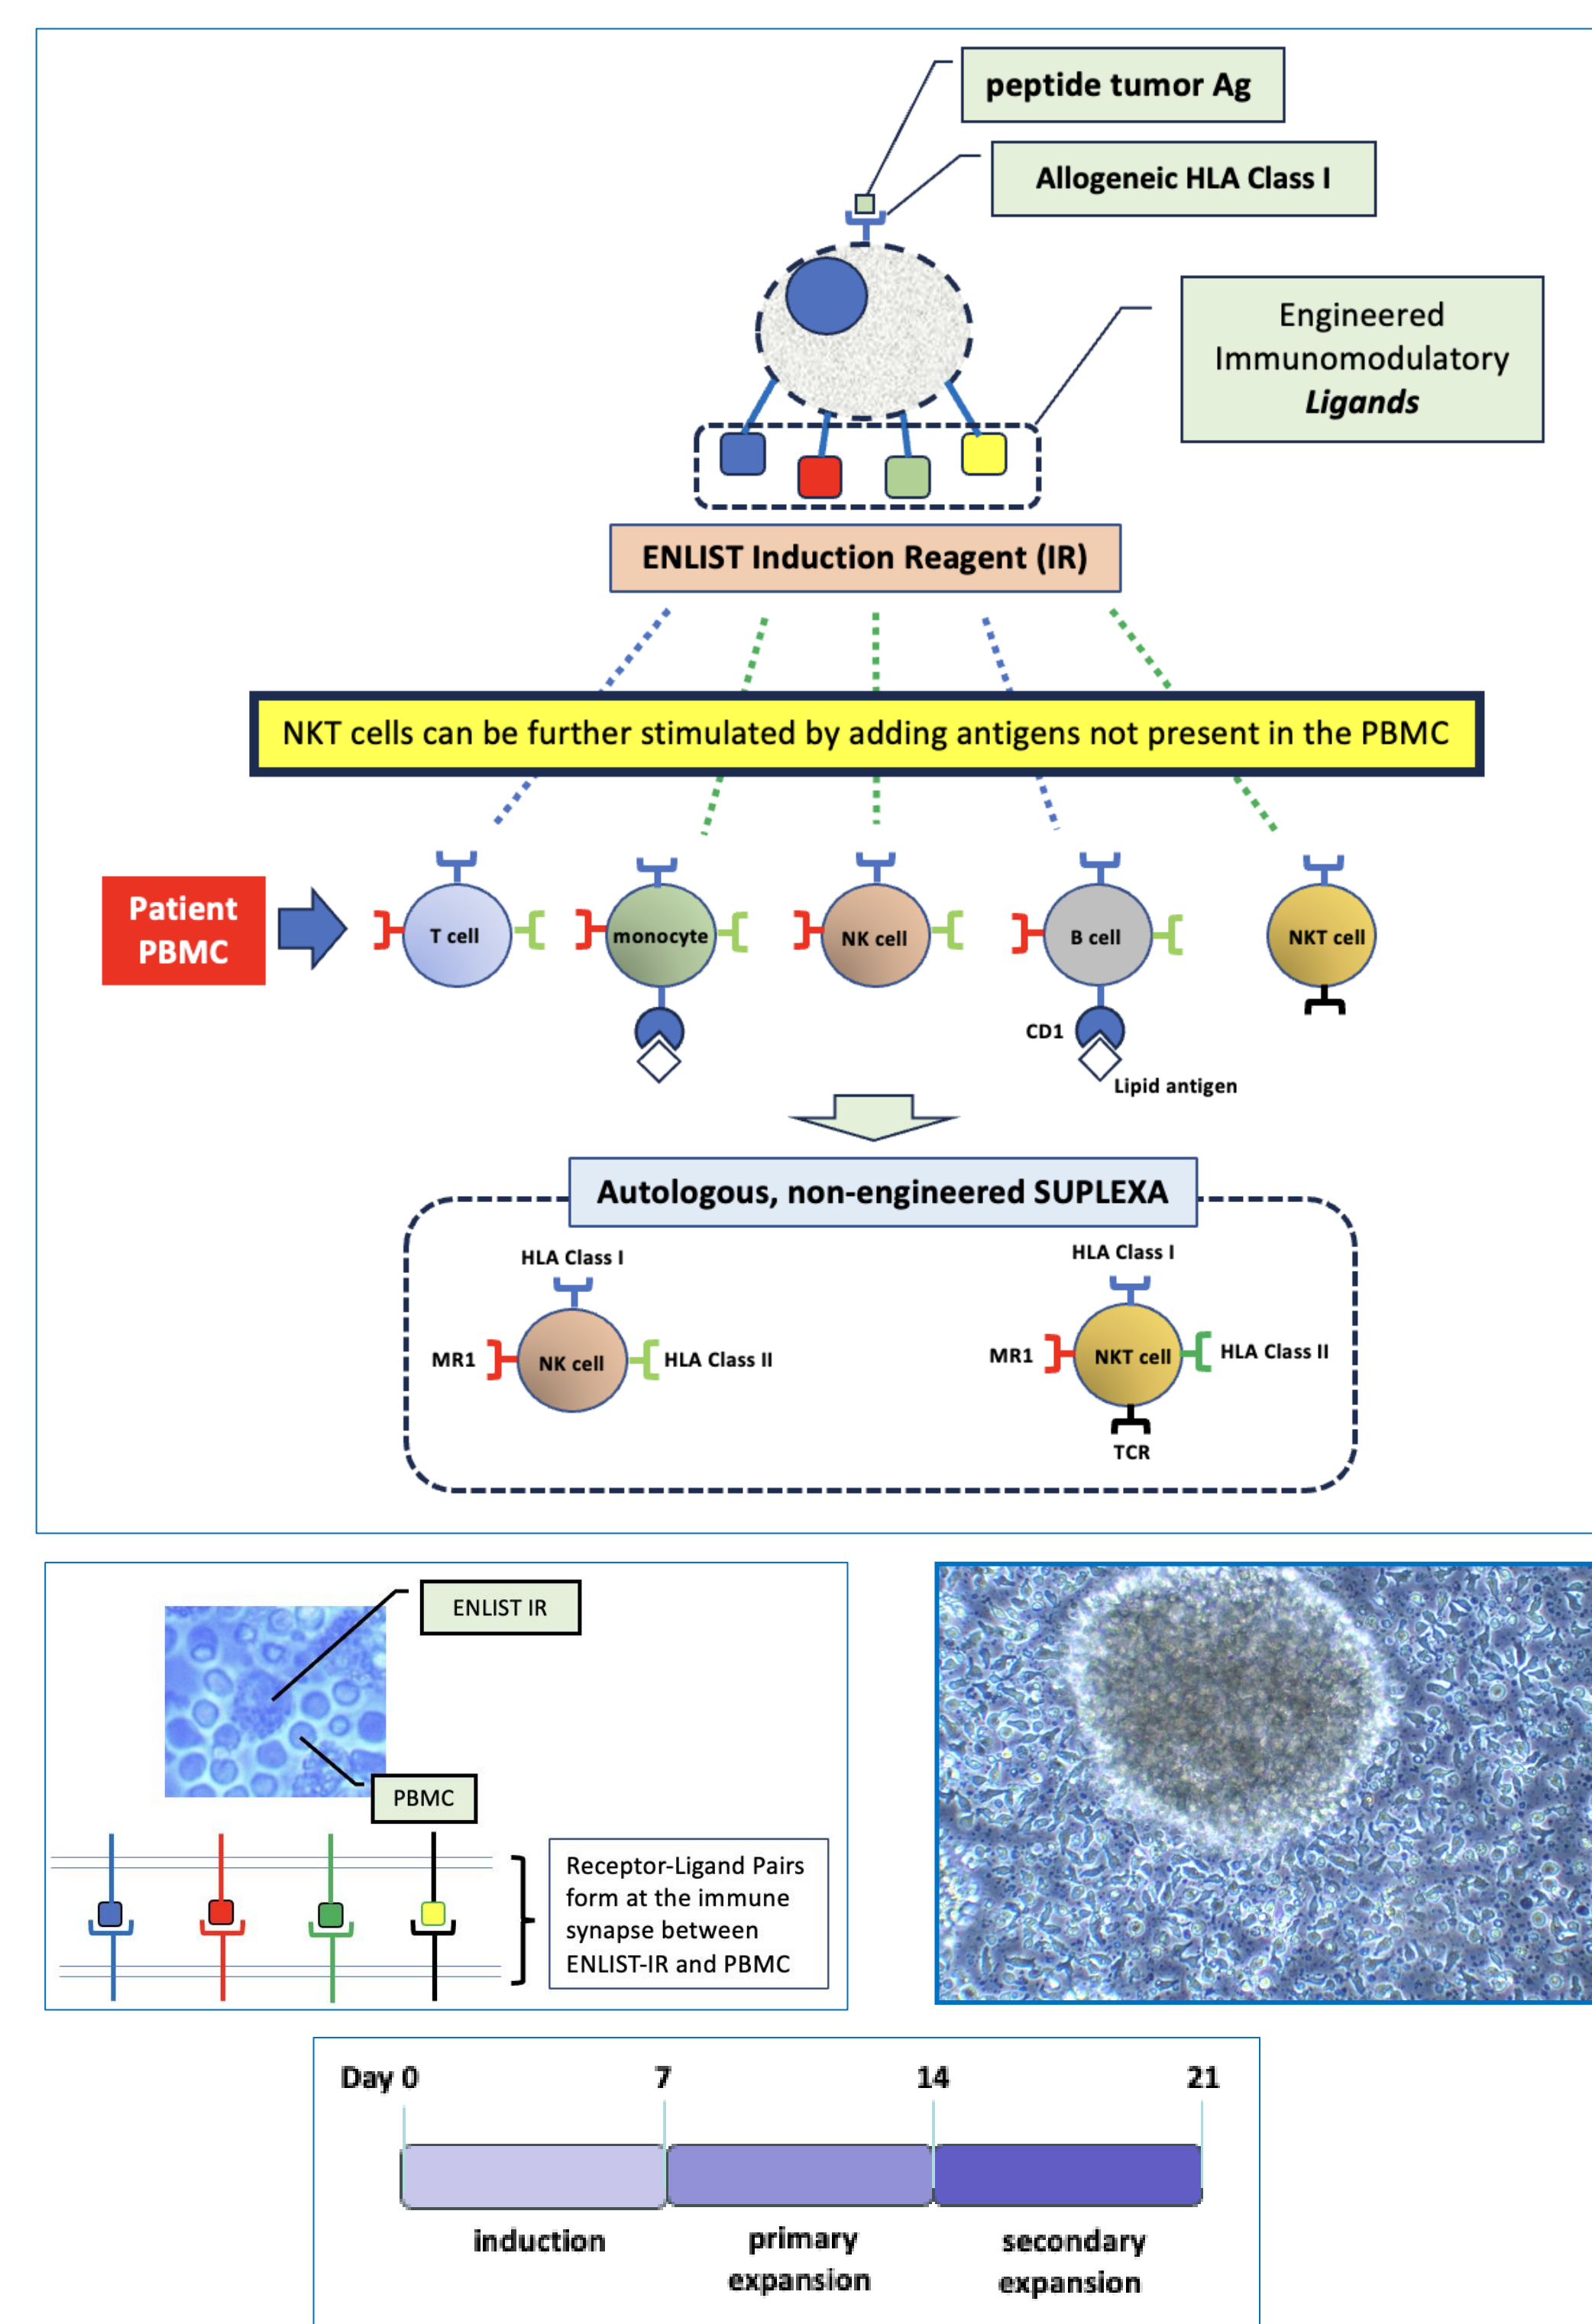 peptide tumor Ag
Allogeneic HLA Class I
Engineered
Immunomodulatory
Ligands
ENLIST Induction Reagent (IR)
NKT cells can be further stimulated by adding antigens not present in the PBMC
Patient
PBMC
T cell
monocyte
NK cell
B cell
NKT cell
CD1
Lipid antigen
Autologous, non-engineered SUPLEXA
HLA Class I
MR1
NK cell
HLA Class II
HLA Class I
MR1
NKT cell
HLA Class II
TCR
ENLIST IR
PBMC
Receptor-Ligand Pairs
form at the immune
synapse between
ENLIST-IR and PBMC
Day 0 7 14 21
induction
primary
expansion
secondary
expansion